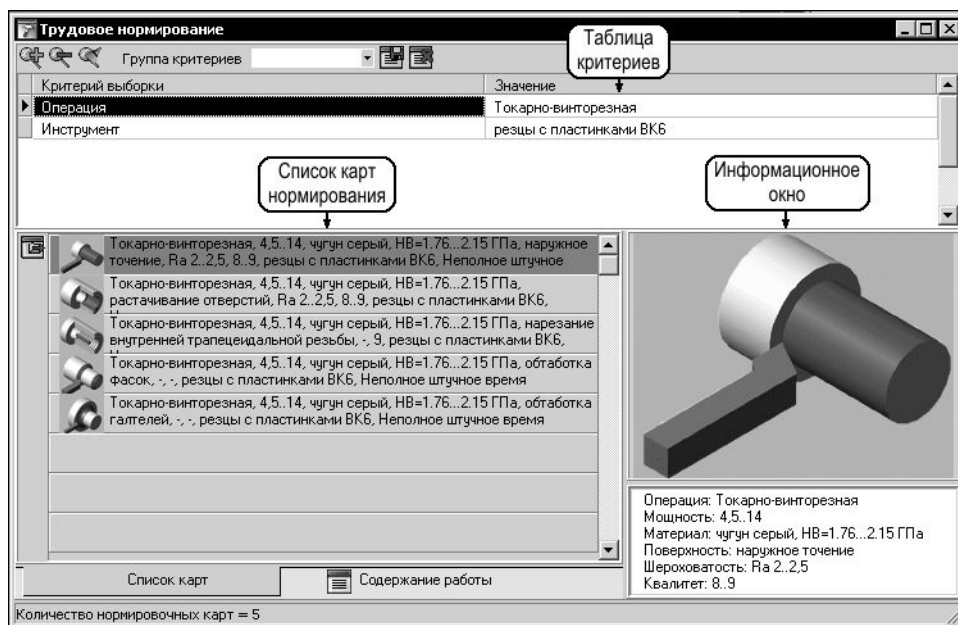 Трудовое нормирование
Группа критериев
Таблица
критериев
Критерий выборки Значение
Операция Токарно-винторезная
Инструмент резцы с пластинками ВК6
Список карт
нормирования
Информационное
окно
Токарно-винторезная, 4,5..14, чугун серый, HB=1.76...2.15 ГПа, наружное
точение, Ra 2..2,5, 8..9, резцы с пластинками ВК6, Неполное штучное
Токарно-винторезная, 4,5..14, чугун серый, HB=1.76...2.15 ГПа,
растачивание отверстий, Ra 2..2,5, 8..9, резцы с пластинками ВК6,
Токарно-винторезная, 4,5..14, чугун серый, HB=1.76...2.15 ГПа, нарезание
внутренней трапецеидальной резьбы, -, 9, резцы с пластинками ВК6,
Токарно-винторезная, 4,5..14, чугун серый, HB=1.76...2.15 ГПа, обтаботка
фасок, -, -, резцы с пластинками ВК6, Неполное штучное время
Токарно-винторезная, 4,5..14, чугун серый, HB=1.76...2.15 ГПа, обтаботка
галтелей, -, -, резцы с пластинками ВК6, Неполное штучное время
Операция: Токарно-винторезная
Мощность: 4,5..14
Материал: чугун серый, HB=1.76...2.15 ГПа
Поверхность: наружное точение
Шероховатость: Ra 2..2,5
Квалитет: 8..9
Список карт Содержание работы
Количество нормировочных карт = 5